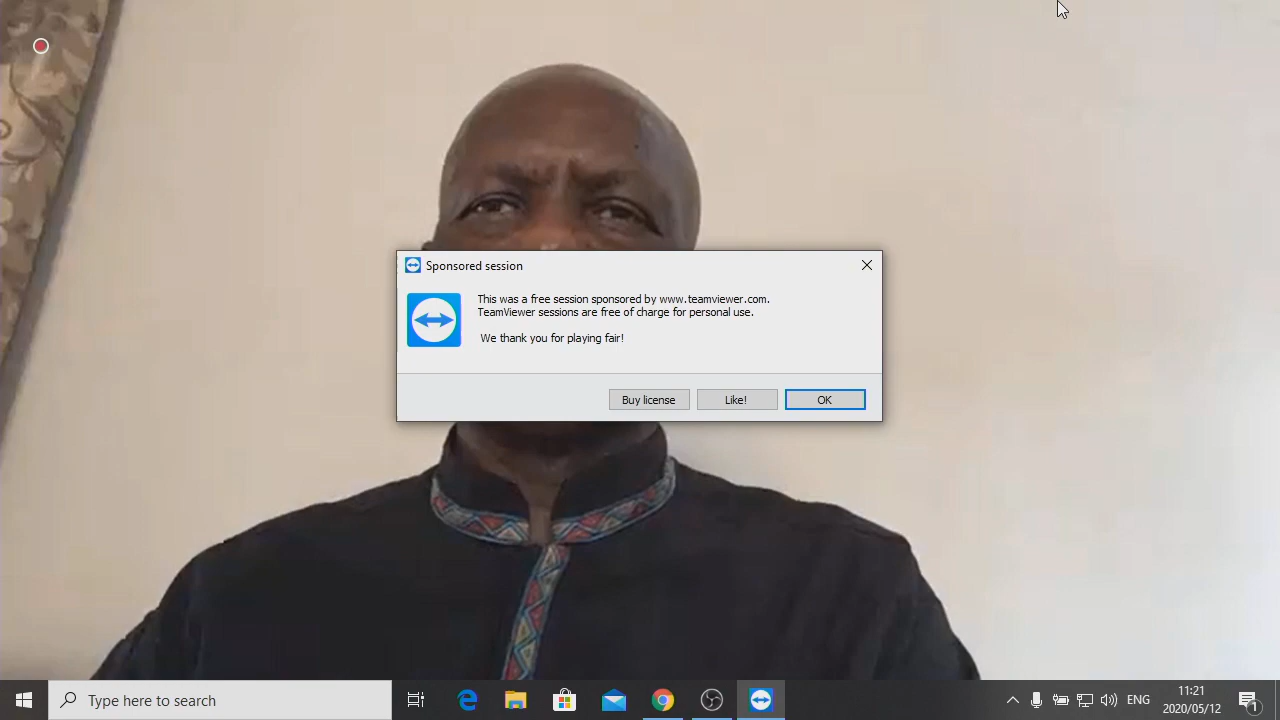 Sponsored session
This was a free session sponsored by www.teamviewer.com.
TeamViewer sessions are free of charge for personal use.
We thank you for playing fair!
Buy license
Like!
OK
Type here to search
ENG
11:21
2020/05/12
1